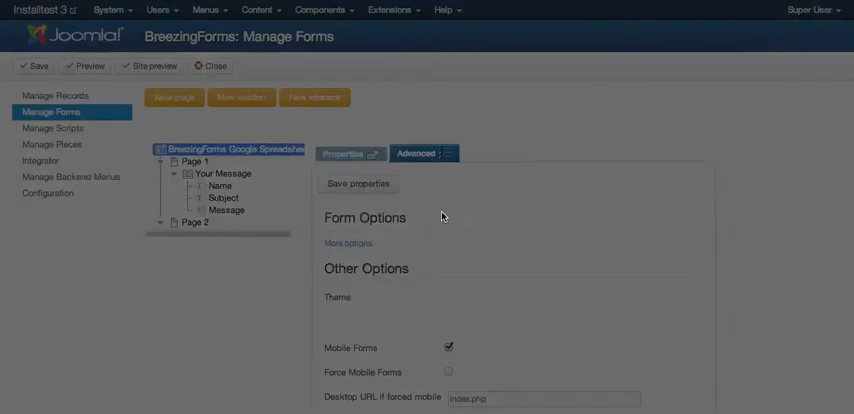 Installtest 3 System Users Menus Content Components Extensions Help Super User
Joomla! BreezingForms: Manage Forms
Save Preview Site preview Close
Manage Records
Manage Forms
Manage Scripts
Manage Pieces
Integrator
Manage Backend Menus
Configuration
New page New section New element
BreezingForms Google Spreadshee
Page 1
Your Message
Name
Subject
Message
Page 2
Properties Advanced
Save properties
Form Options
More options
Other Options
Theme
Mobile Forms
Force Mobile Forms
Desktop URL if forced mobile index.php